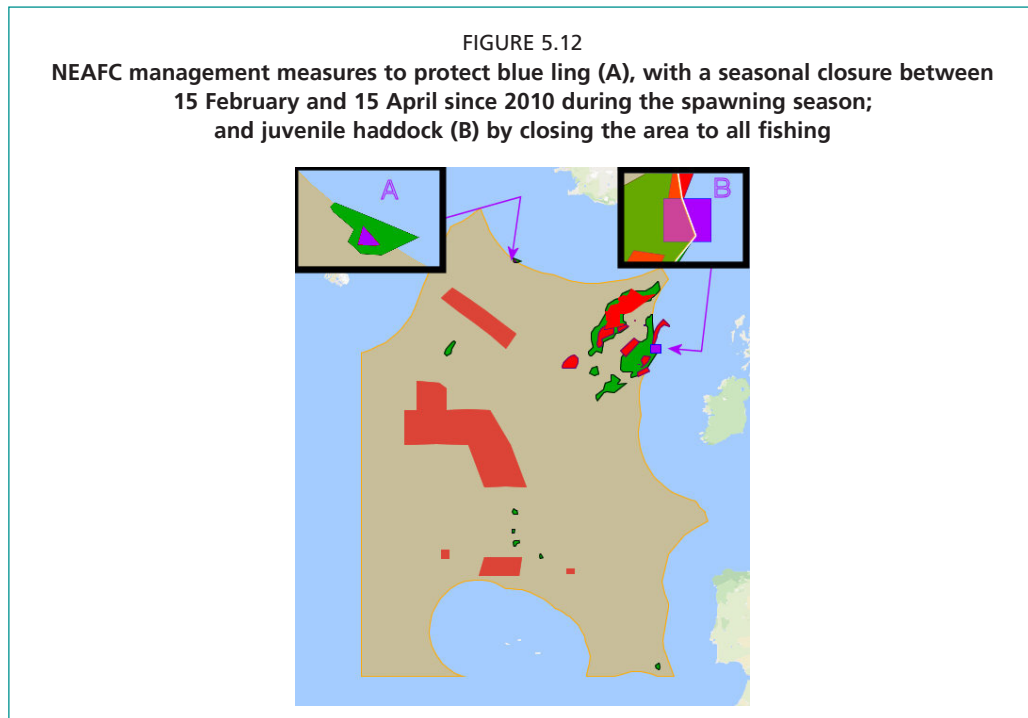 FIGURE 5.12
NEAFC management measures to protect blue ling (A), with a seasonal closure between
15 February and 15 April since 2010 during the spawning season;
and juvenile haddock (B) by closing the area to all fishing
A
B